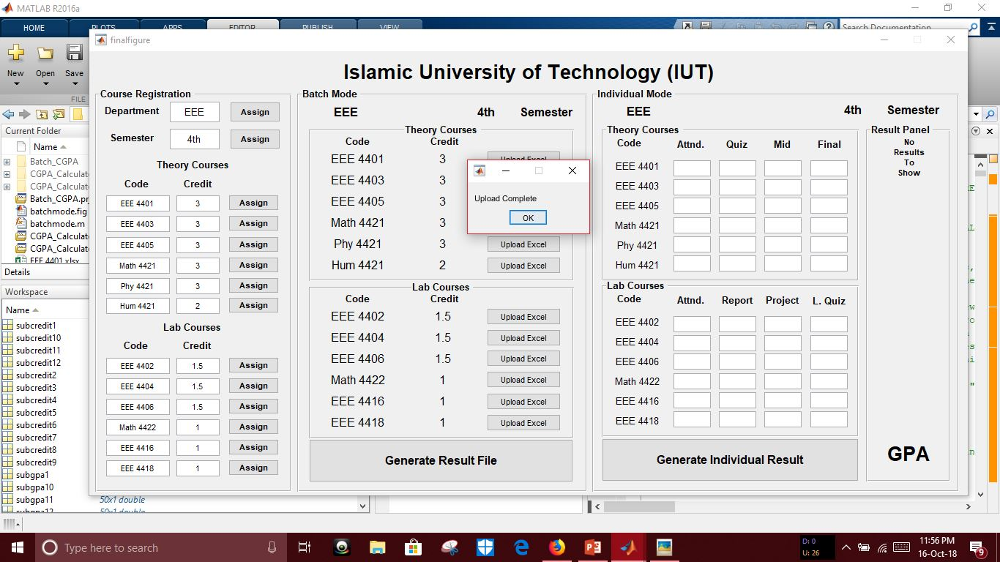 MATLAB R2016a
HOME PLOTS APPS EDITOR PUBLISH VIEW Search Documentation
finalfigure
New Open Save
FILE
Current Folder
Name
Batch_CGPA
CGPA_Calculat
CGPA_Calculat
Batch_CGPA.pr
batchmode.fig
batchmode.m
CGPA_Calculat
CGPA_Calculat
EEE 4401.xlsx
Details
Workspace
Name
subcredit1
subcredit10
subcredit11
subcredit12
subcredit2
subcredit3
subcredit4
subcredit5
subcredit6
subcredit7
subcredit8
subcredit9
subgpa1
subgpa10
subgpa11 50x1 double
subgpa12 50x1 double
Islamic University of Technology (IUT)
Course Registration
Department EEE Assign
Semester 4th Assign
Theory Courses
Code Credit
EEE 4401 3 Assign
EEE 4403 3 Assign
EEE 4405 3 Assign
Math 4421 3 Assign
Phy 4421 3 Assign
Hum 4421 2 Assign
Lab Courses
Code Credit
EEE 4402 1.5 Assign
EEE 4404 1.5 Assign
EEE 4406 1.5 Assign
Math 4422 1 Assign
EEE 4416 1 Assign
EEE 4418 1 Assign
Batch Mode
EEE 4th Semester
Theory Courses
Code Credit
EEE 4401 3 Upload Excel
EEE 4403 3
EEE 4405 3
Math 4421 3
Phy 4421 3 Upload Excel
Hum 4421 2 Upload Excel
Upload Complete
OK
Lab Courses
Code Credit
EEE 4402 1.5 Upload Excel
EEE 4404 1.5 Upload Excel
EEE 4406 1.5 Upload Excel
Math 4422 1 Upload Excel
EEE 4416 1 Upload Excel
EEE 4418 1 Upload Excel
Generate Result File
Individual Mode
EEE 4th Semester
Theory Courses
Code Attnd. Quiz Mid Final
EEE 4401
EEE 4403
EEE 4405
Math 4421
Phy 4421
Hum 4421
Lab Courses
Code Attnd. Report Project L. Quiz
EEE 4402
EEE 4404
EEE 4406
Math 4422
EEE 4416
EEE 4418
Generate Individual Result
Result Panel
No
Results
To
Show
GPA
Type here to search
D: 0
U: 26
11:56 PM
16-Oct-18
9